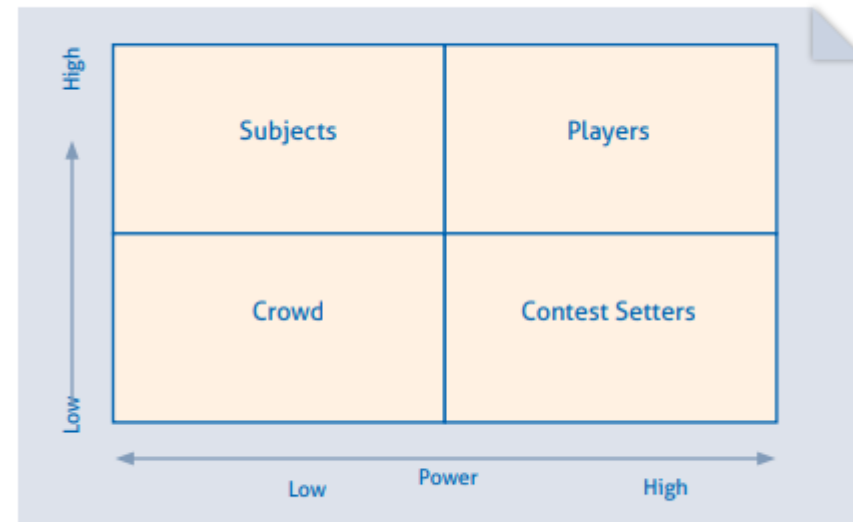 High
Subjects Players
Crowd Contest Setters
Low
Low Power High